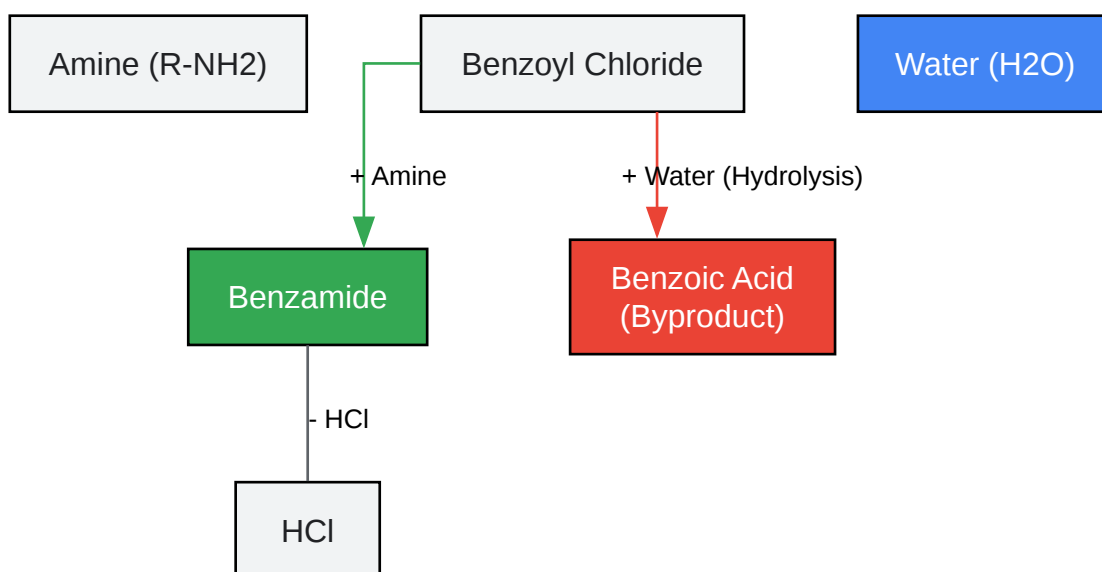 Amine (R-NH2)
Benzoyl Chloride
Water (H2O)
+ Amine
+ Water (Hydrolysis)
Benzamide
Benzoic Acid
(Byproduct)
- HCl
HCl